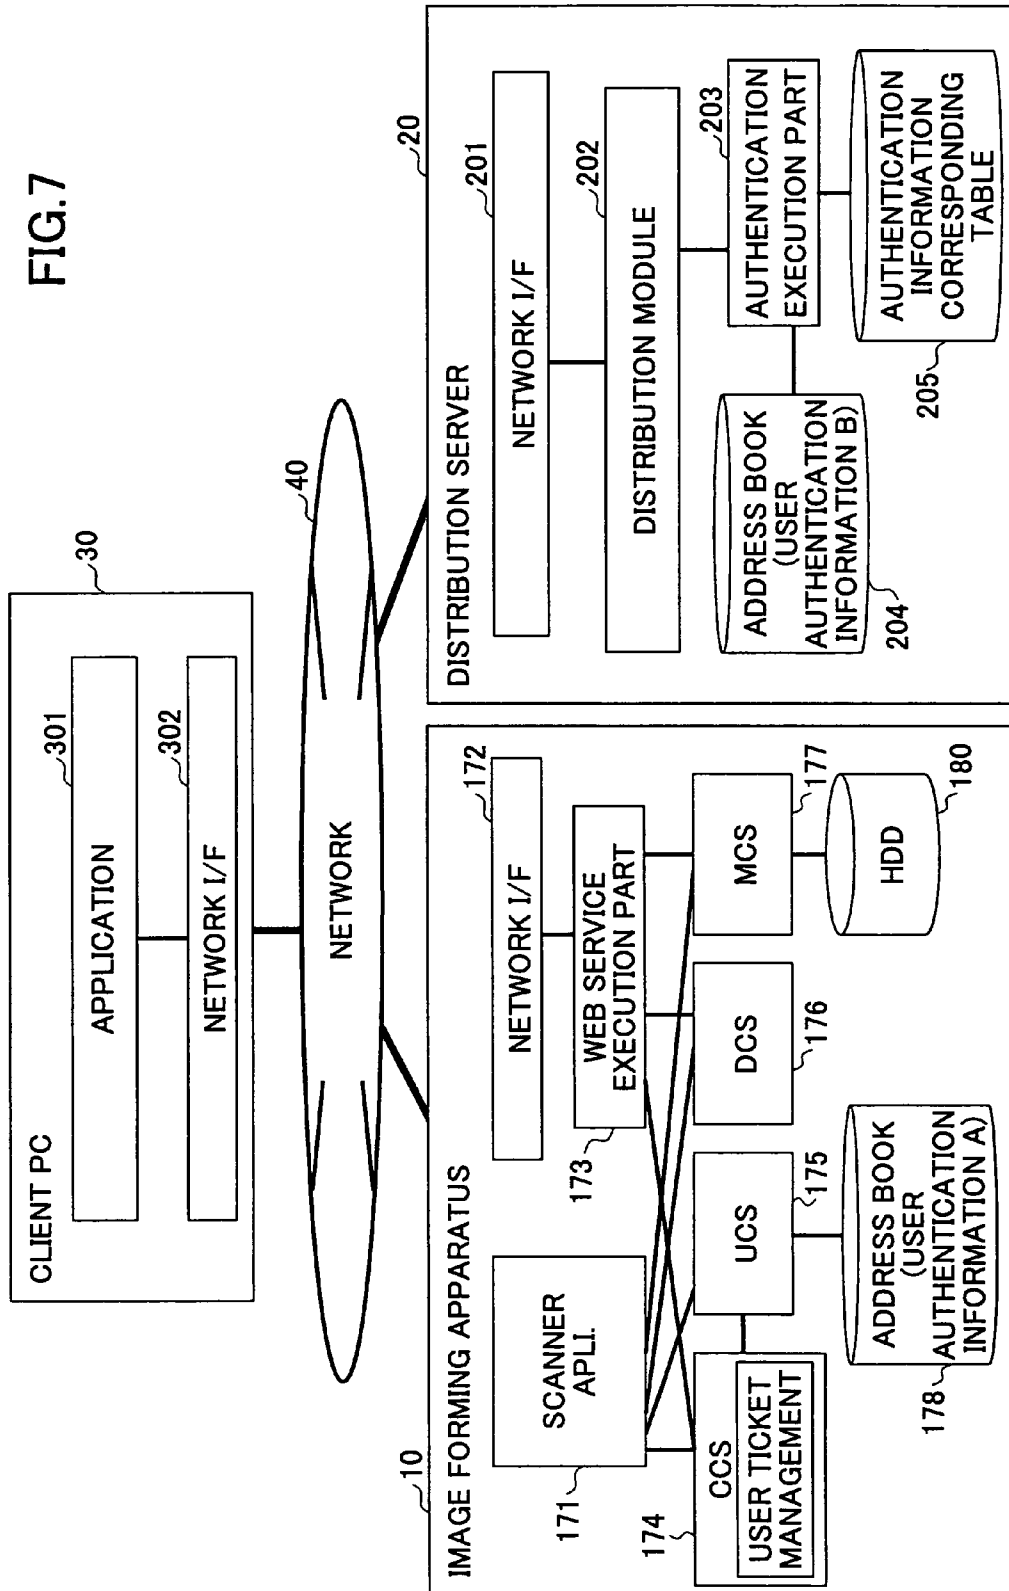 FIG.7
30
CLIENT PC
301
APPLICATION
302
NETWORK I/F
40
NETWORK
10
IMAGE FORMING APPARATUS
171
SCANNER
APLI.
172
NETWORK I/F
173
WEB SERVICE
EXECUTION PART
174
CCS
USER TICKET
MANAGEMENT
UCS
175
DCS
176
MCS
177
178
ADDRESS BOOK
(USER
AUTHENTICATION
INFORMATION A)
HDD
180
20
DISTRIBUTION SERVER
201
NETWORK I/F
202
DISTRIBUTION MODULE
203
AUTHENTICATION
EXECUTION PART
ADDRESS BOOK
(USER
AUTHENTICATION
INFORMATION B)
204
AUTHENTICATION
INFORMATION
CORRESPONDING
TABLE
205